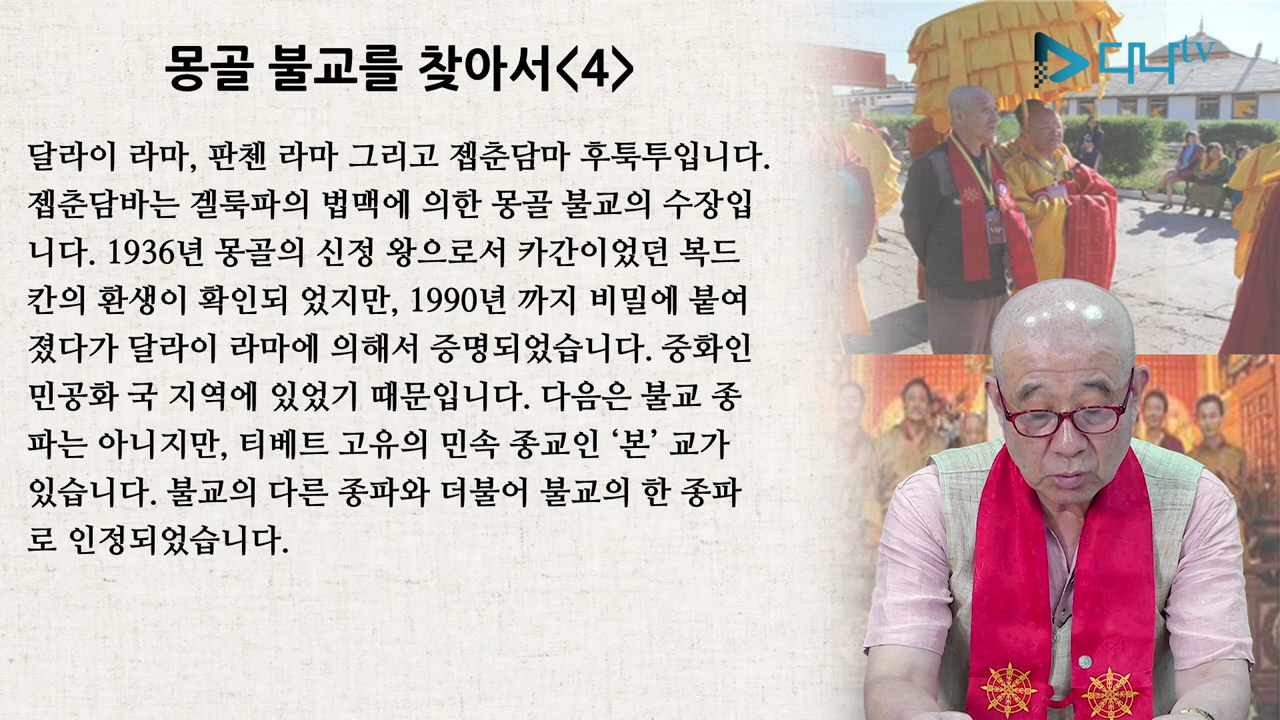 몽골 불교를 찾아서<4>
다나tv
달라이 라마, 판첸 라마 그리고 젭춘담마 후툭투입니다.
젭춘담바는 겔룩파의 법맥에 의한 몽골 불교의 수장입
니다. 1936년 몽골의 신정 왕으로서 카간이었던 복드
칸의 환생이 확인되 었지만, 1990년 까지 비밀에 붙여
졌다가 달라이 라마에 의해서 증명되었습니다. 중화인
민공화 국 지역에 있었기 때문입니다. 다음은 불교 종
파는 아니지만, 티베트 고유의 민속 종교인 ‘본’ 교가
있습니다. 불교의 다른 종파와 더불어 불교의 한 종파
로 인정되었습니다.
VIP